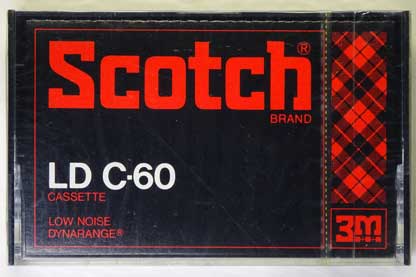 Scotch®
BRAND
LD C-60
CASSETTE
LOW NOISE
DYNARANGE®
3m